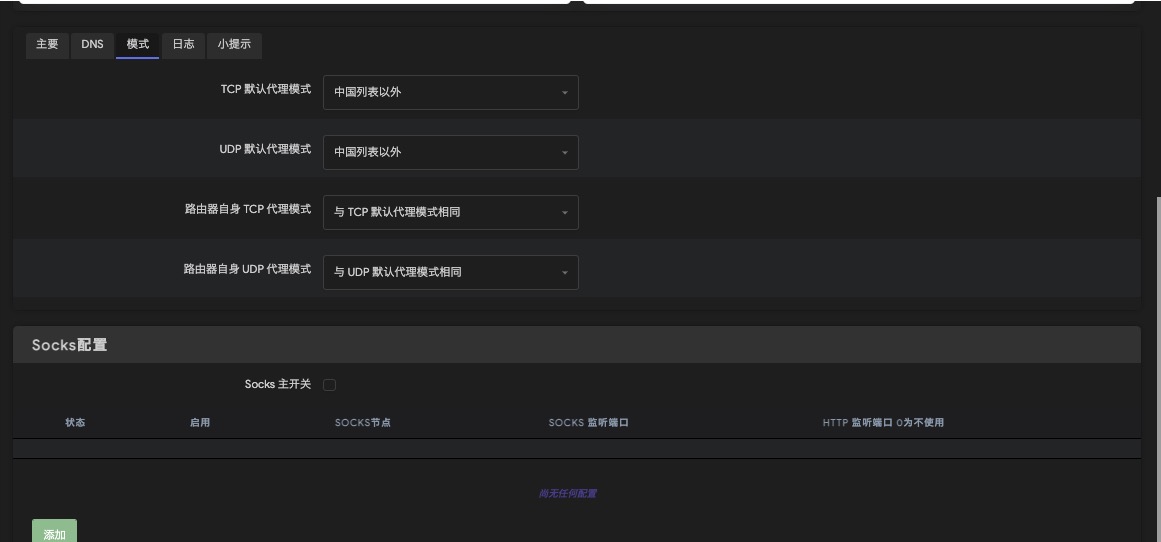 主要 DNS 模式 日志 小提示
TCP 默认代理模式 中国列表以外
UDP 默认代理模式 中国列表以外
路由器自身 TCP 代理模式 与 TCP 默认代理模式相同
路由器自身 UDP 代理模式 与 UDP 默认代理模式相同
Socks配置
Socks 主开关
状态 启用 SOCKS节点 SOCKS 监听端口 HTTP 监听端口 0为不使用
尚无任何配置
添加